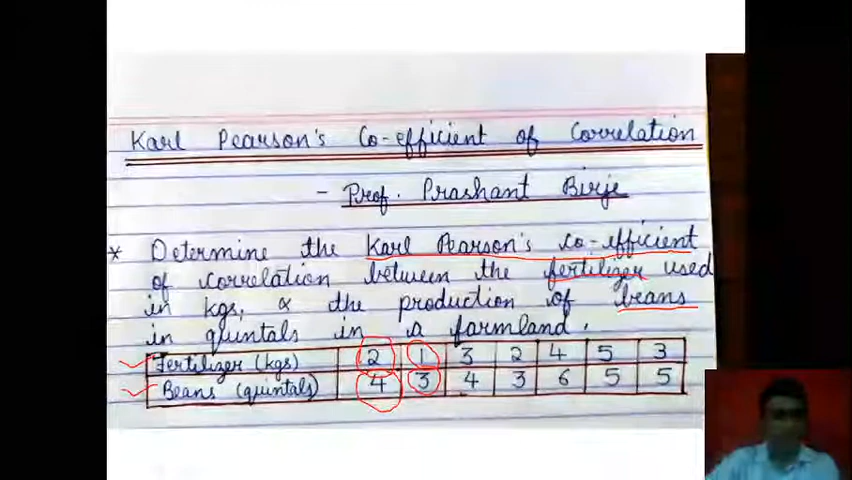 Karl Pearson's Co-efficient of Correlation
- Prof. Prashant Birje
* Determine the Karl Pearson's co-efficient
of correlation between the fertilizer used
in kgs, & the production of beans
in quintals in a farmland.
Fertilizer (kgs) 2 1 3 2 4 5 3
Beans (quintals) 4 3 4 3 6 5 5